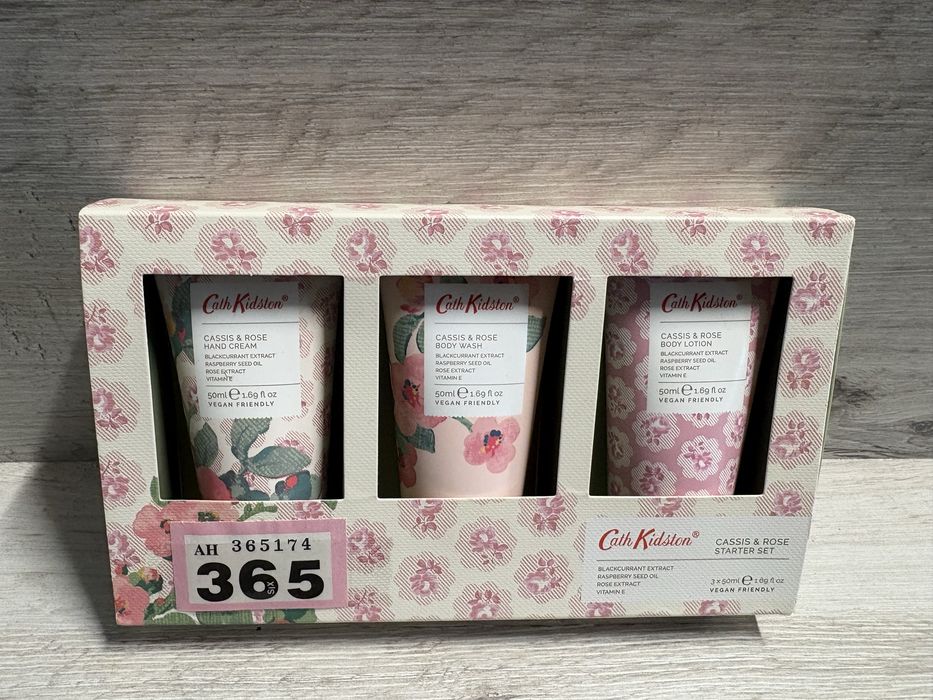 Cath Kidston®
CASSIS & ROSE
HAND CREAM
BLACKCURRANT EXTRACT
RASPBERRY SEED OIL
ROSE EXTRACT
VITAMIN E
50ml ℮ 1.69 fl oz
VEGAN FRIENDLY
Cath Kidston®
CASSIS & ROSE
BODY WASH
BLACKCURRANT EXTRACT
RASPBERRY SEED OIL
ROSE EXTRACT
VITAMIN E
50ml ℮ 1.69 fl oz
VEGAN FRIENDLY
Cath Kidston®
CASSIS & ROSE
BODY LOTION
BLACKCURRANT EXTRACT
RASPBERRY SEED OIL
ROSE EXTRACT
VITAMIN E
50ml ℮ 1.69 fl oz
VEGAN FRIENDLY
AH 365174
365
SIX
Cath Kidston®
BLACKCURRANT EXTRACT
RASPBERRY SEED OIL
ROSE EXTRACT
VITAMIN E
CASSIS & ROSE
STARTER SET
3 x 50ml ℮ 1.69 fl oz
VEGAN FRIENDLY